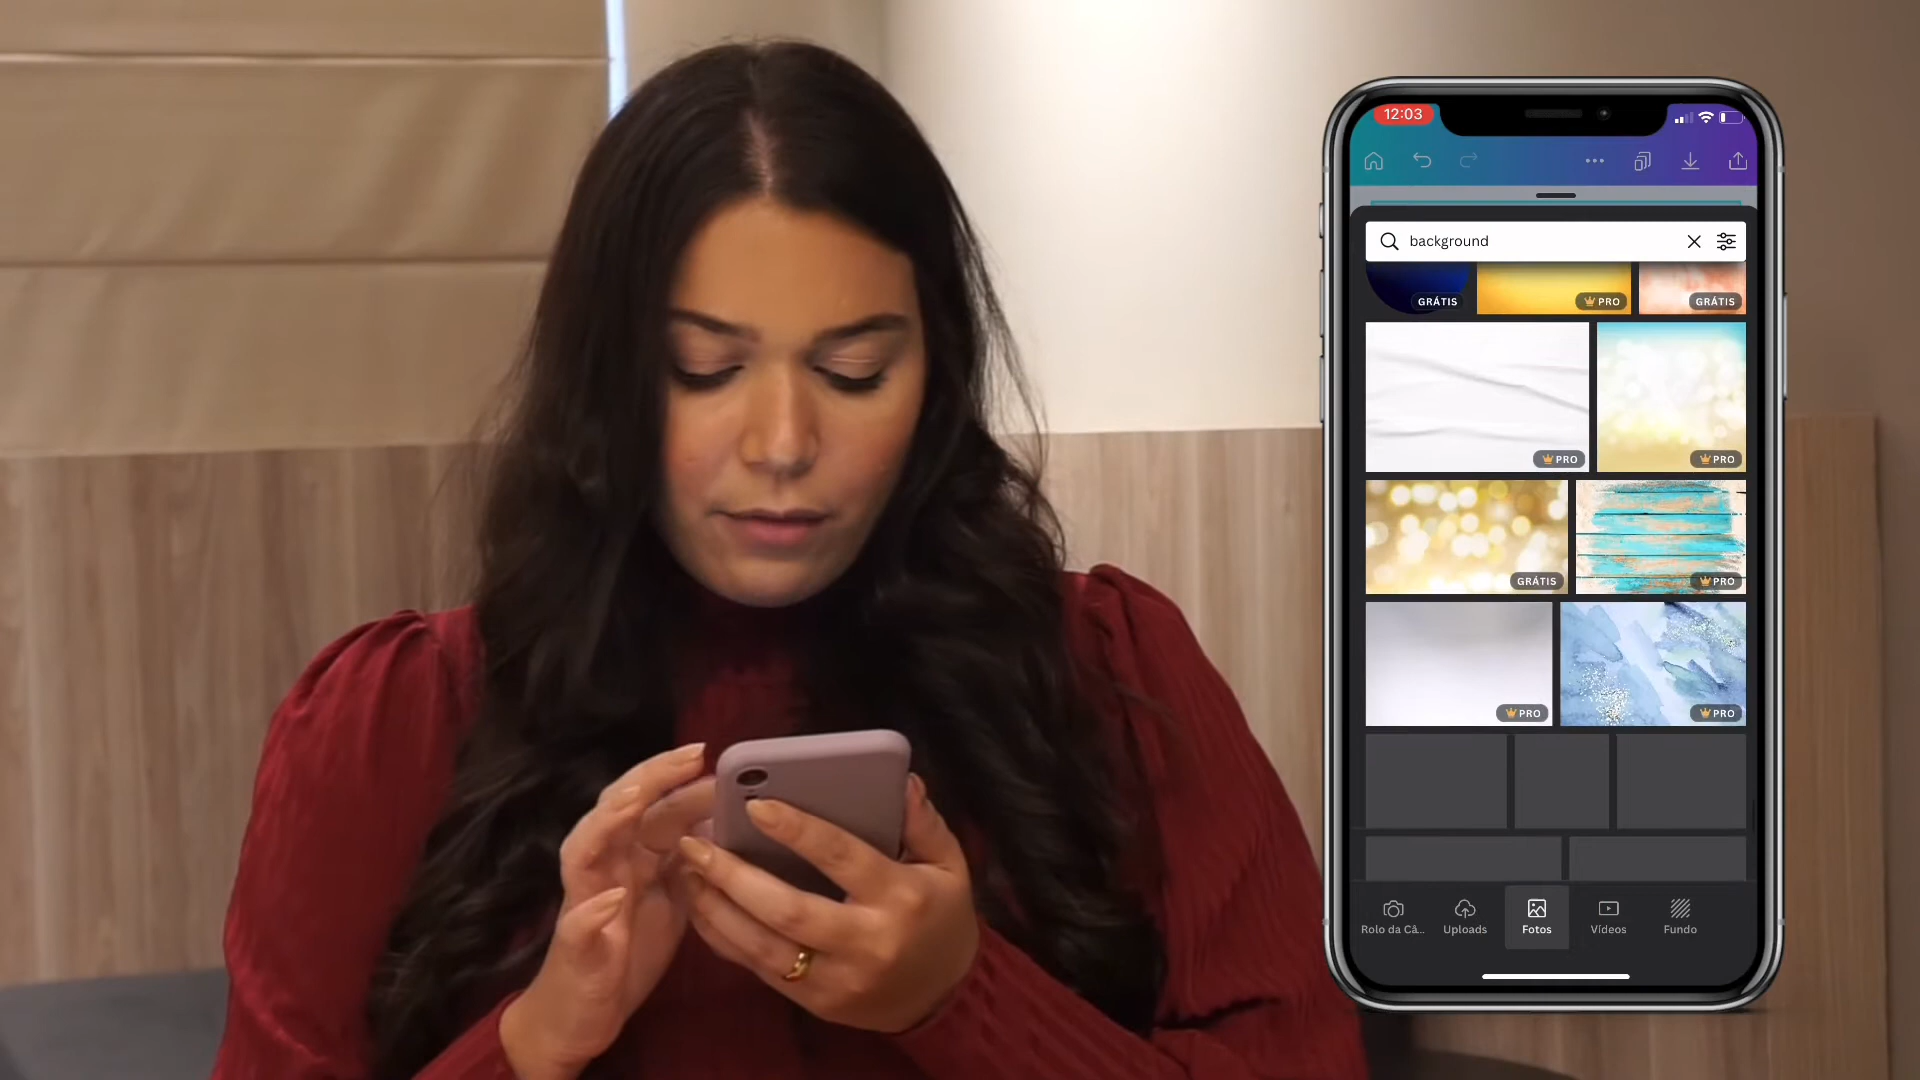 12:03
background
GRÁTIS
PRO
GRÁTIS
PRO
PRO
GRÁTIS
PRO
PRO
PRO
Rolo da Câ...
Uploads
Fotos
Vídeos
Fundo